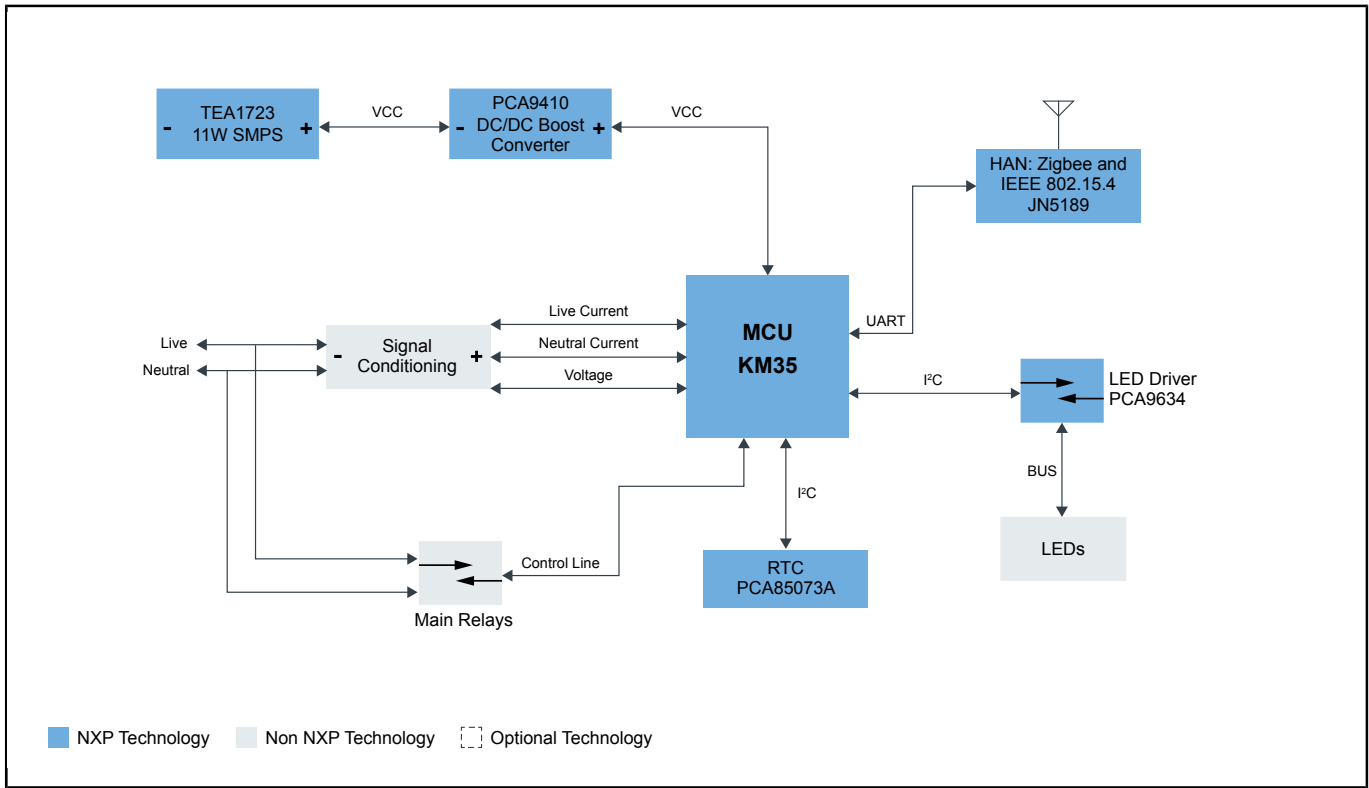 TEA1723
11W SMPS
- +
VCC
PCA9410
DC/DC Boost
Converter
- +
VCC
HAN: Zigbee and
IEEE 802.15.4
JN5189
UART
MCU
KM35
Live
Neutral
Signal
Conditioning
- +
Live Current
Neutral Current
Voltage
I²C
LED Driver
PCA9634
BUS
LEDs
I²C
RTC
PCA85073A
Control Line
Main Relays
NXP Technology
Non NXP Technology
Optional Technology